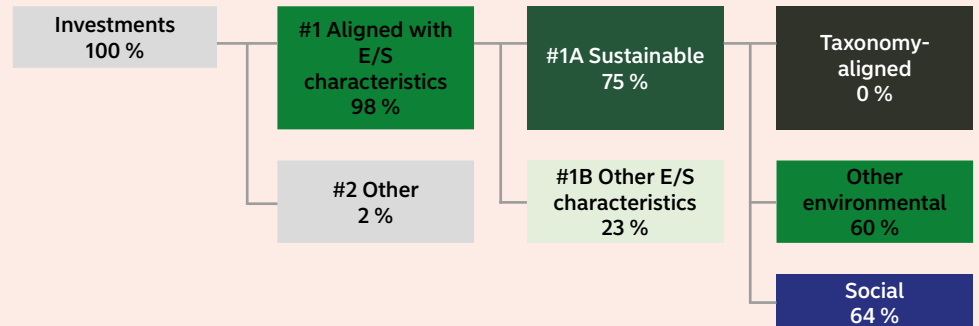 Investments
100 %
#1 Aligned with
E/S
characteristics
98 %
#1A Sustainable
75 %
Taxonomy-
aligned
0 %
#2 Other
2 %
#1B Other E/S
characteristics
23 %
Other
environmental
60 %
Social
64 %